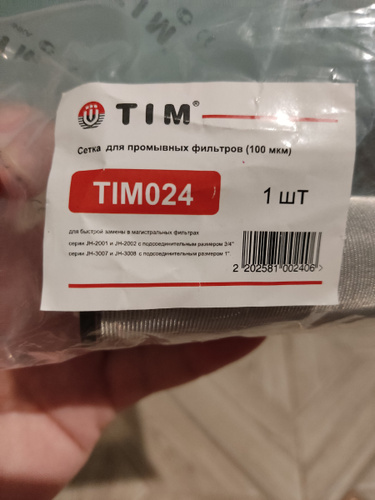 TIM®
Сетка для промывных фильтров (100 мкм)
TIM024
1 шт
для быстрой замены в магистральных фильтрах
серии JH-2001 и JH-2002 с подсоединительным размером 3/4"
серии JH-3007 и JH-3008 с подсоединительным размером 1"
2 202581 002406 >